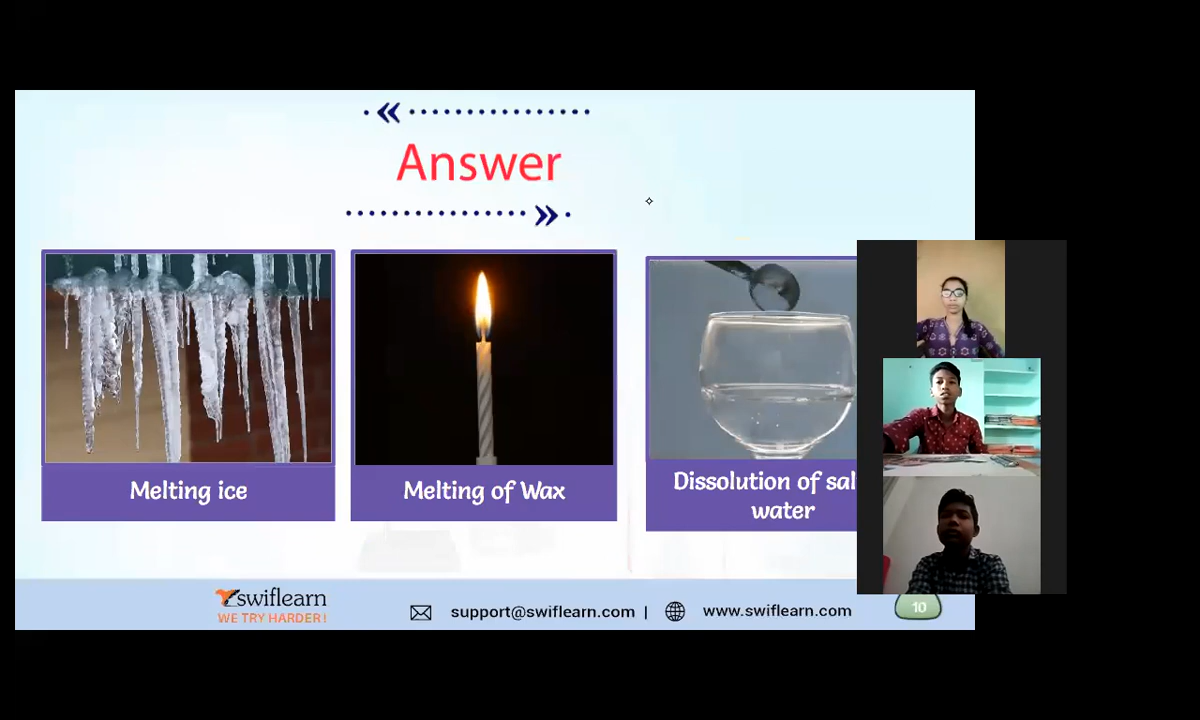 Answer
Melting ice
Melting of Wax
Dissolution of
water
swiflearn
WE TRY HARDER!
support@swiflearn.com |
www.swiflearn.com
10